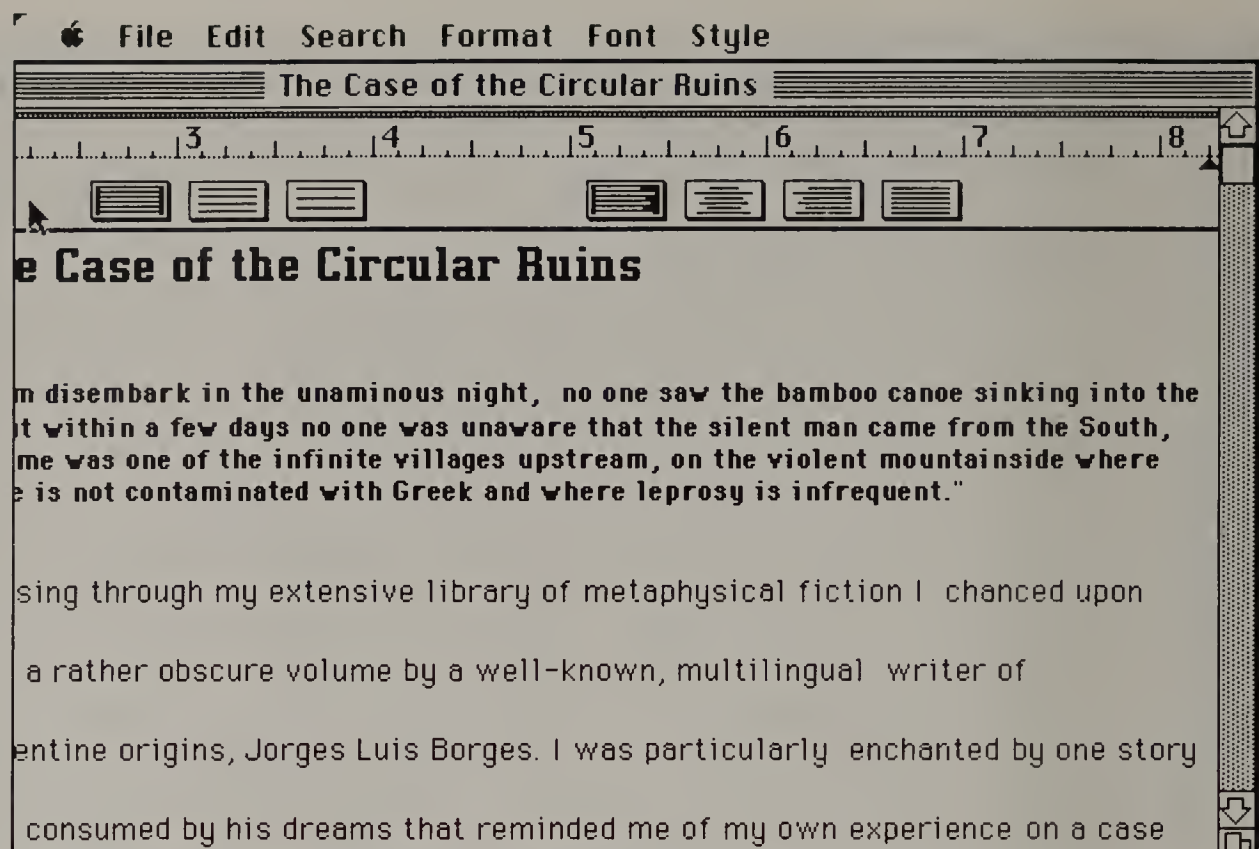 File Edit Search Format Font Style
The Case of the Circular Ruins
3 4 5 6 7 8
e Case of the Circular Ruins
m disembark in the unaminous night, no one saw the bamboo canoe sinking into the
t within a few days no one was unaware that the silent man came from the South,
me was one of the infinite villages upstream, on the violent mountainside where
e is not contaminated with Greek and where leprosy is infrequent."
sing through my extensive library of metaphysical fiction I chanced upon
a rather obscure volume by a well-known, multilingual writer of
entine origins, Jorges Luis Borges. I was particularly enchanted by one story
consumed by his dreams that reminded me of my own experience on a case